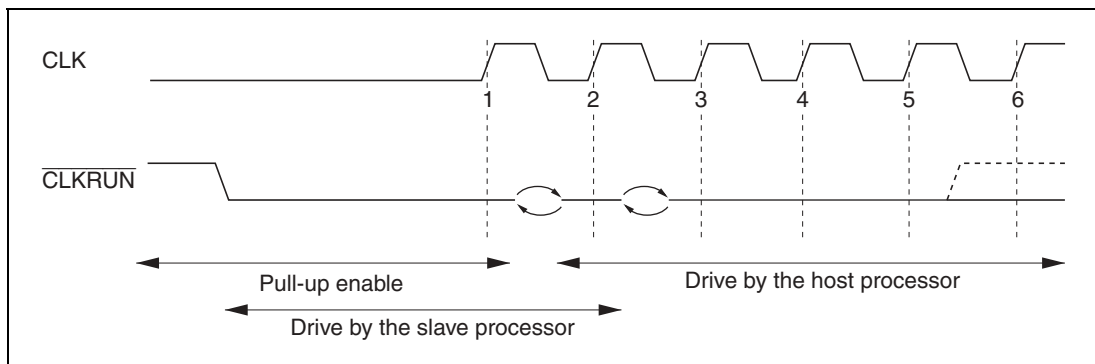 CLK
1 2 3 4 5 6
CLKRUN
Pull-up enable
Drive by the host processor
Drive by the slave processor